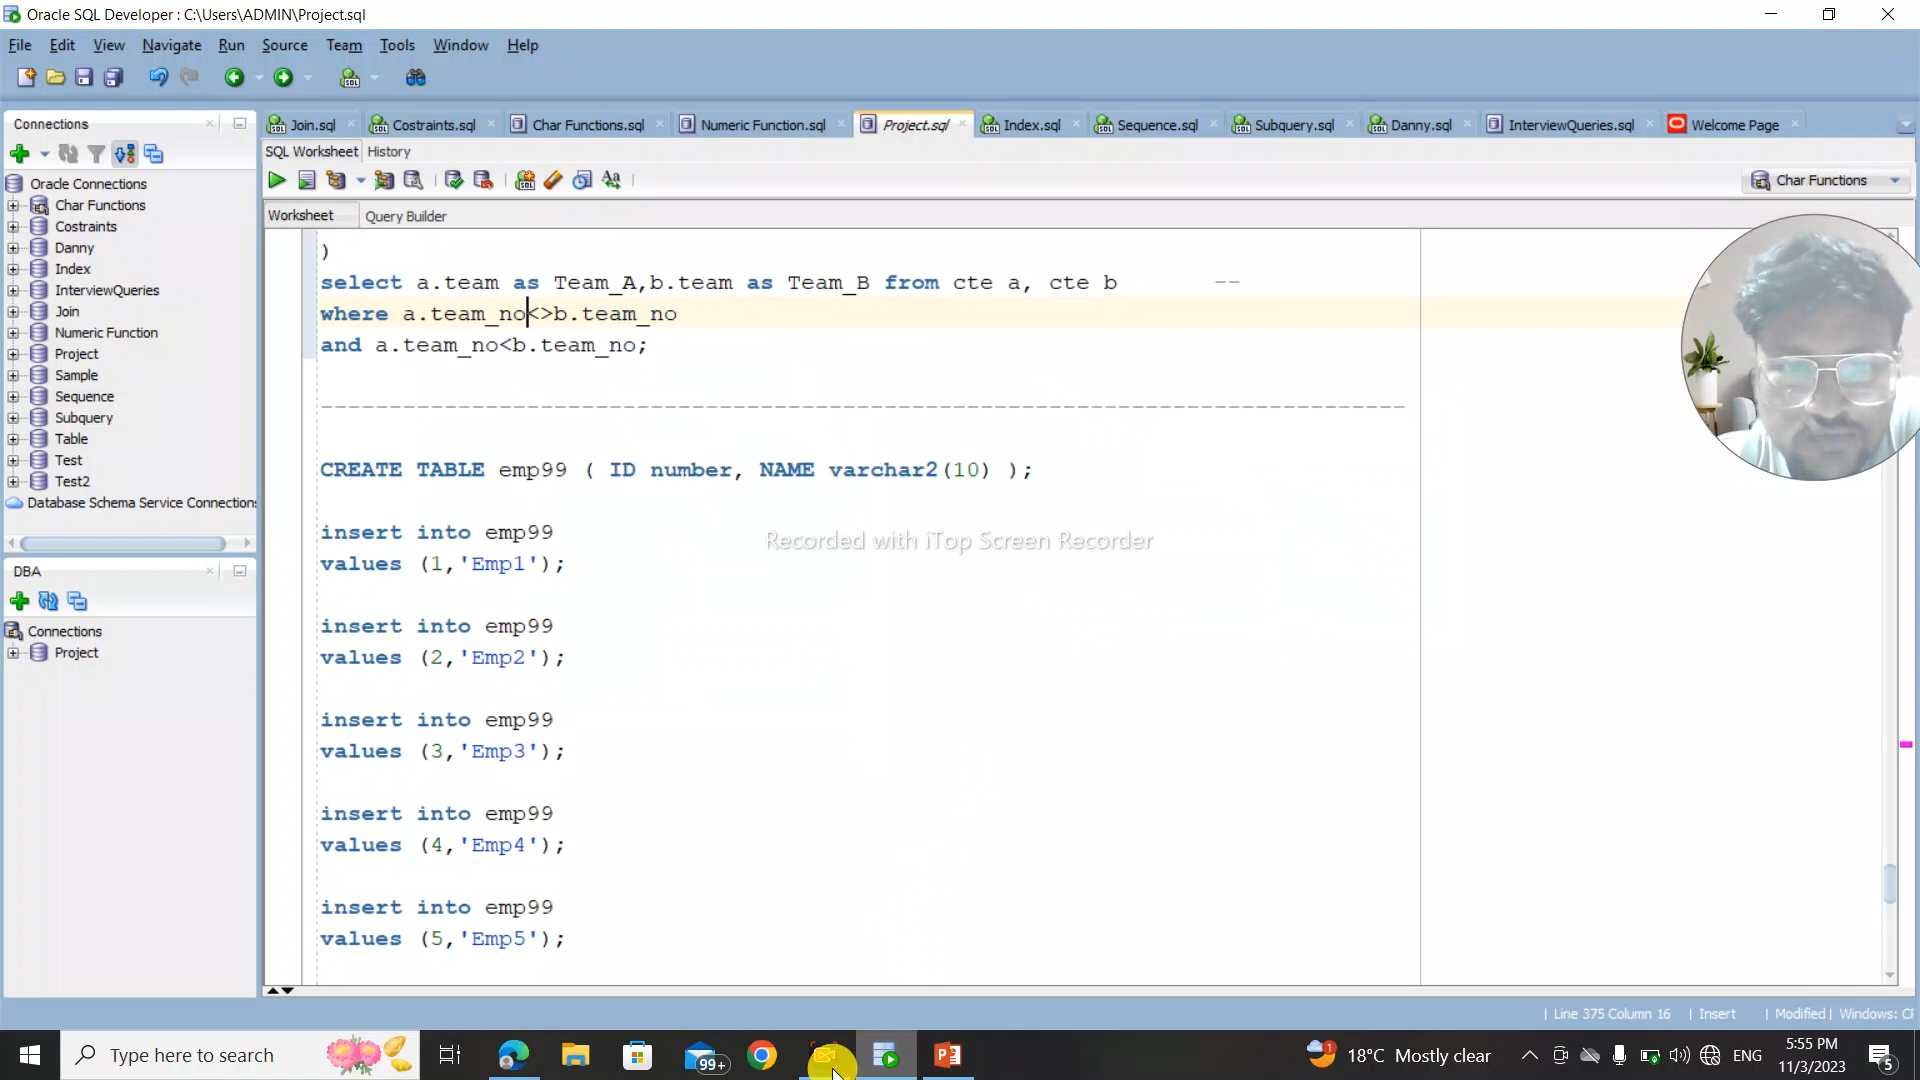 Oracle SQL Developer : C:\Users\ADMIN\Project.sql
File Edit View Navigate Run Source Team Tools Window Help
Connections
Join.sql Costraints.sql Char Functions.sql Numeric Function.sql Project.sql Index.sql Sequence.sql Subquery.sql Danny.sql InterviewQueries.sql Welcome Page
SQL Worksheet History
Char Functions
Worksheet Query Builder
Oracle Connections
Char Functions
Costraints
Danny
Index
InterviewQueries
Join
Numeric Function
Project
Sample
Sequence
Subquery
Table
Test
Test2
Database Schema Service Connections
DBA
Connections
Project
)
select a.team as Team_A,b.team as Team_B from cte a, cte b --
where a.team_no<>b.team_no
and a.team_no<b.team_no;
--------------------------------------------------------------------------------
CREATE TABLE emp99 ( ID number, NAME varchar2(10) );
insert into emp99
values (1,'Emp1');
insert into emp99
values (2,'Emp2');
insert into emp99
values (3,'Emp3');
insert into emp99
values (4,'Emp4');
insert into emp99
values (5,'Emp5');
Recorded with iTop Screen Recorder
Line 375 Column 16 | Insert | Modified | Windows: CF
Type here to search
99+
18°C Mostly clear
ENG
5:55 PM
11/3/2023
5